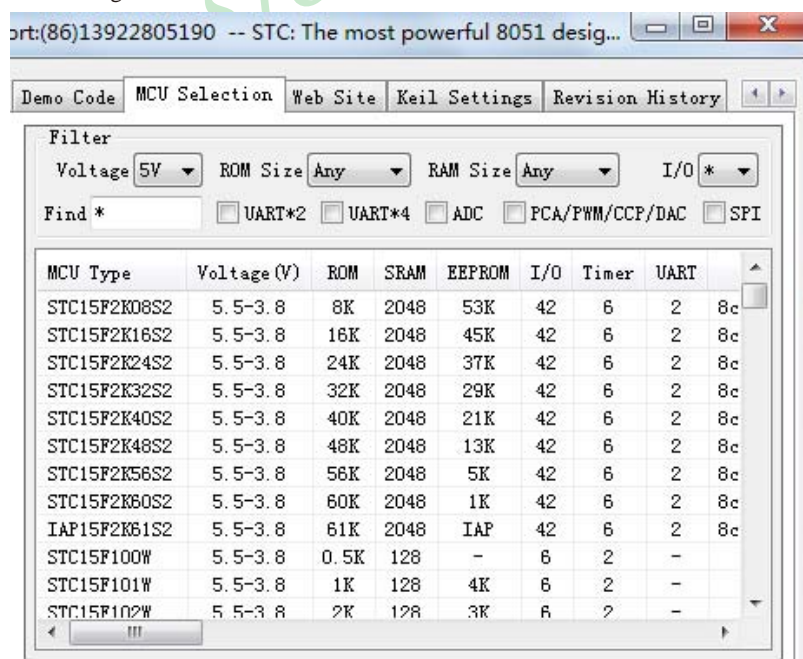 ort:(86)13922805190 -- STC: The most powerful 8051 desig...
Demo Code MCU Selection Web Site Keil Settings Revision History
Filter
Voltage 5V ROM Size Any RAM Size Any I/O *
Find * UART*2 UART*4 ADC PCA/PWM/CCP/DAC SPI
MCU Type Voltage(V) ROM SRAM EEPROM I/O Timer UART
STC15F2K08S2 5.5-3.8 8K 2048 53K 42 6 2 8c
STC15F2K16S2 5.5-3.8 16K 2048 45K 42 6 2 8c
STC15F2K24S2 5.5-3.8 24K 2048 37K 42 6 2 8c
STC15F2K32S2 5.5-3.8 32K 2048 29K 42 6 2 8c
STC15F2K40S2 5.5-3.8 40K 2048 21K 42 6 2 8c
STC15F2K48S2 5.5-3.8 48K 2048 13K 42 6 2 8c
STC15F2K56S2 5.5-3.8 56K 2048 5K 42 6 2 8c
STC15F2K60S2 5.5-3.8 60K 2048 1K 42 6 2 8c
IAP15F2K61S2 5.5-3.8 61K 2048 IAP 42 6 2 8c
STC15F100W 5.5-3.8 0.5K 128 - 6 2 -
STC15F101W 5.5-3.8 1K 128 4K 6 2 -
STC15F102W 5.5-3.8 2K 128 3K 6 2 -